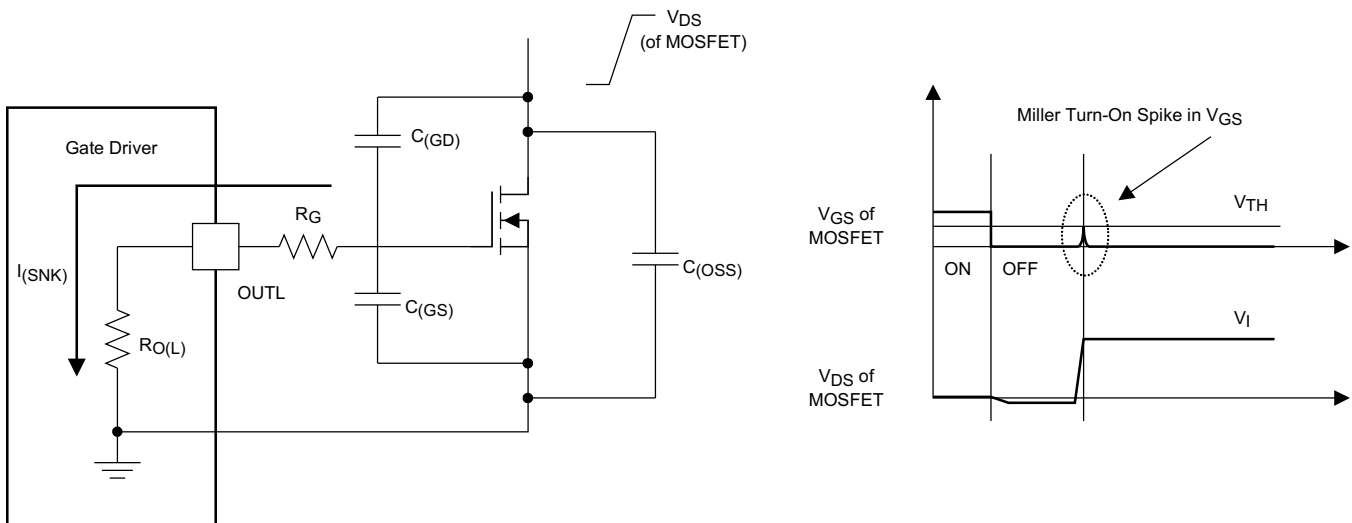 VDS
(of MOSFET)
Gate Driver
C(GD)
RG
I(SNK)
OUTL
C(OSS)
C(GS)
RO(L)
Miller Turn-On Spike in VGS
VTH
VGS of
MOSFET
ON OFF
VI
VDS of
MOSFET